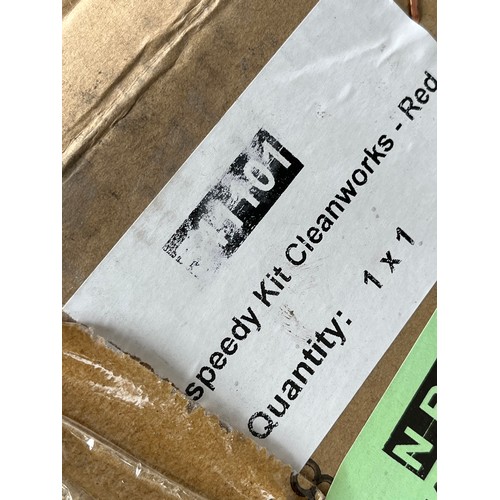 speedy Kit Cleanworks - Red
Quantity: 1 x 1